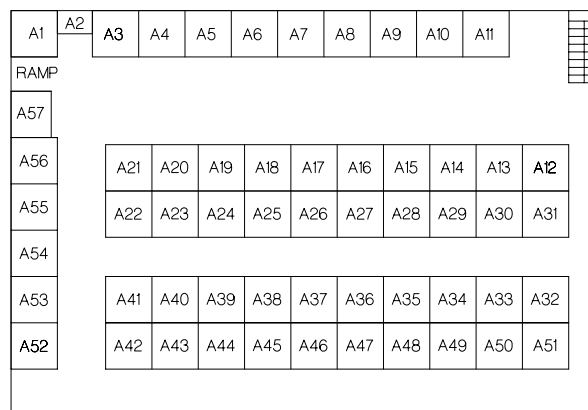 A1 A2 A3 A4 A5 A6 A7 A8 A9 A10 A11
RAMP
A57
A56 A21 A20 A19 A18 A17 A16 A15 A14 A13 A12
A55 A22 A23 A24 A25 A26 A27 A28 A29 A30 A31
A54
A53 A41 A40 A39 A38 A37 A36 A35 A34 A33 A32
A52 A42 A43 A44 A45 A46 A47 A48 A49 A50 A51